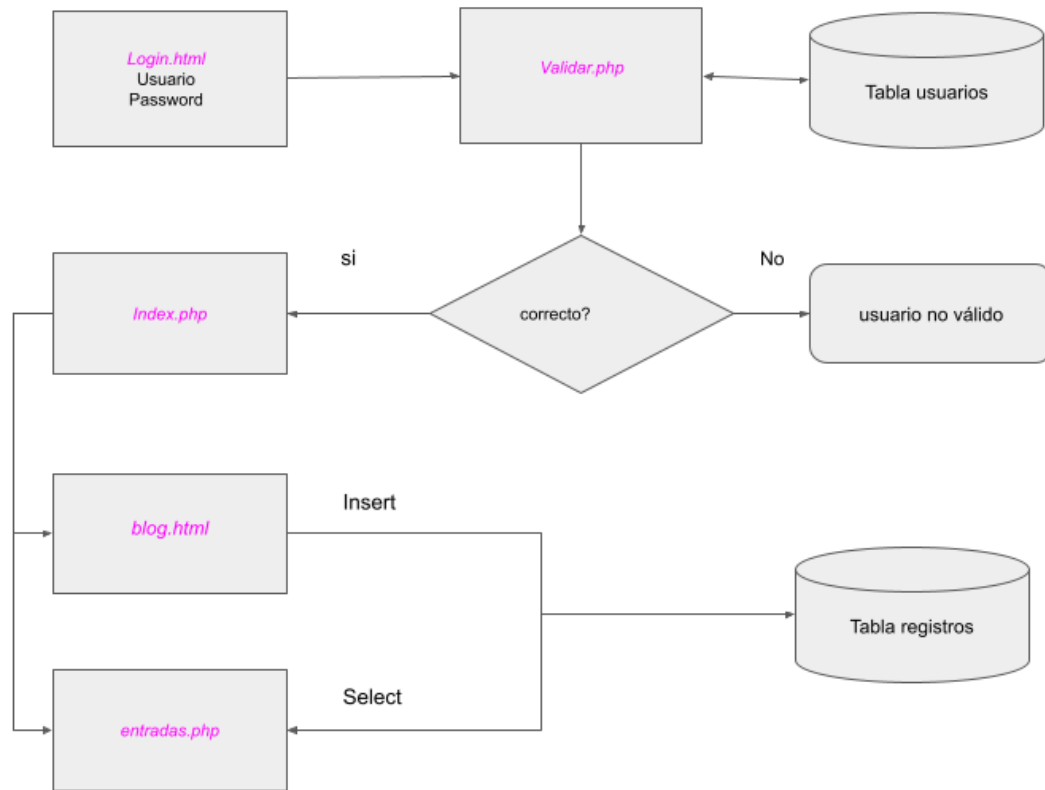 Login.html
Usuario
Password
Validar.php
Tabla usuarios
si
No
Index.php
correcto?
usuario no válido
Insert
blog.html
Tabla registros
Select
entradas.php